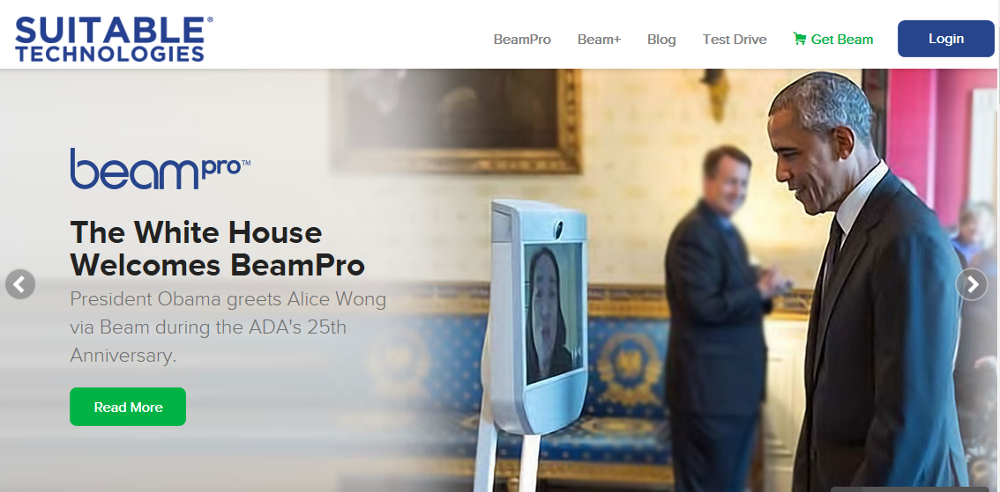 SUITABLE®
TECHNOLOGIES
BeamPro
Beam+
Blog
Test Drive
Get Beam
Login
beampro™
The White House
Welcomes BeamPro
President Obama greets Alice Wong
via Beam during the ADA's 25th
Anniversary.
Read More